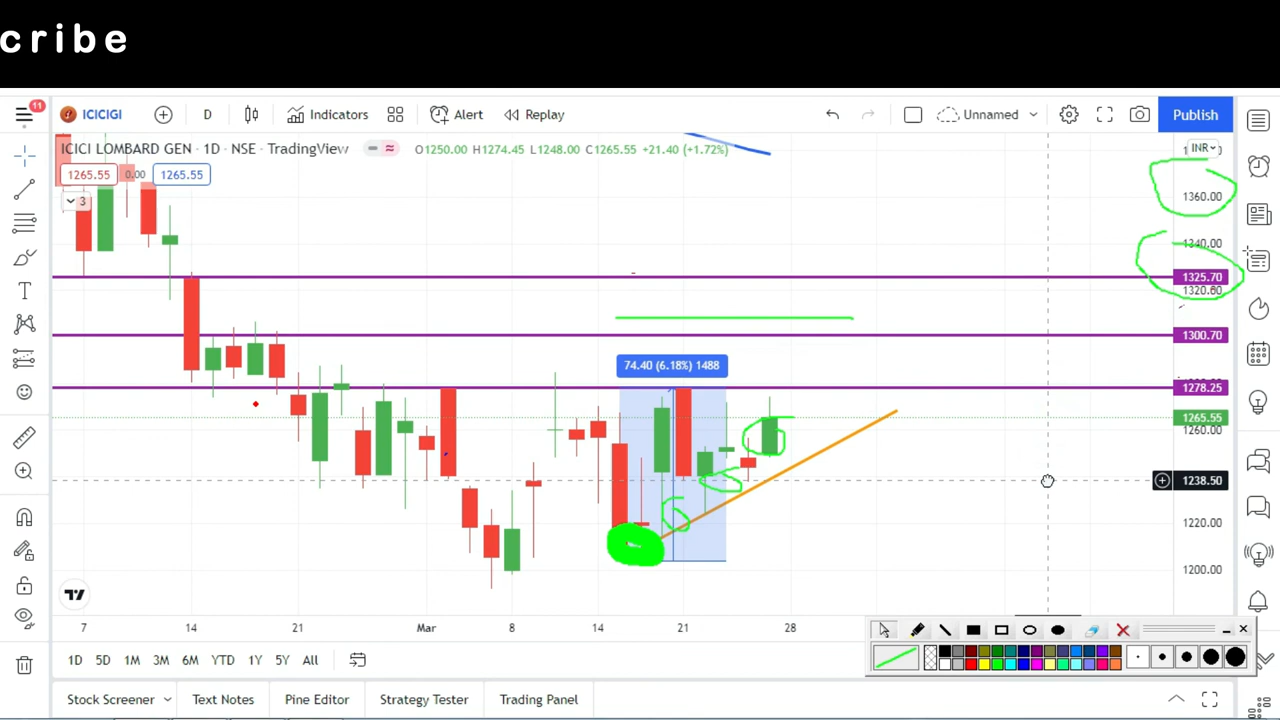 cribe
11
ICICIGI
D
Indicators
Alert
Replay
Unnamed
Publish
ICICI LOMBARD GEN · 1D · NSE · TradingView
O1250.00 H1274.45 L1248.00 C1265.55 +21.40 (+1.72%)
INR
1265.55
0.00
1265.55
3
1360.00
1340.00
1325.70
1320.00
1300.70
74.40 (6.18%) 1488
1278.25
1265.55
1260.00
1238.50
1220.00
1200.00
7
14
21
Mar
8
14
21
28
1D
5D
1M
3M
6M
YTD
1Y
5Y
All
Stock Screener
Text Notes
Pine Editor
Strategy Tester
Trading Panel